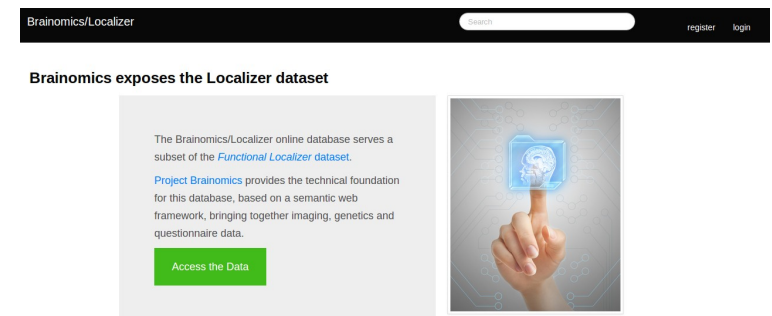 Brainomics/Localizer
Search
register login
Brainomics exposes the Localizer dataset
The Brainomics/Localizer online database serves a
subset of the Functional Localizer dataset.
Project Brainomics provides the technical foundation
for this database, based on a semantic web
framework, bringing together imaging, genetics and
questionnaire data.
Access the Data